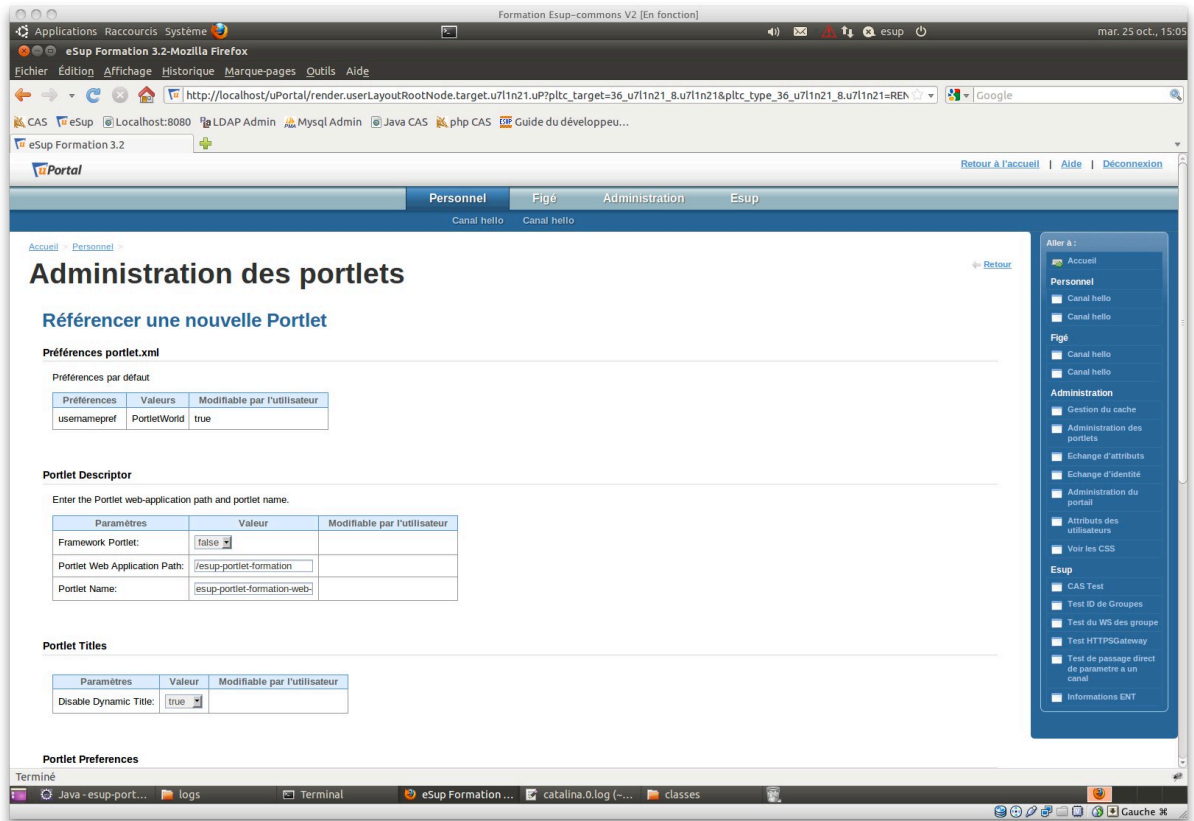 Formation Esup-commons V2 [En fonction]
Applications Raccourcis Système
esup
mar. 25 oct., 15:05
eSup Formation 3.2-Mozilla Firefox
Fichier Édition Affichage Historique Marque-pages Outils Aide
http://localhost/uPortal/render.userLayoutRootNode.target.u7l1n21.uP?pltc_target=36_u7l1n21_8.u7l1n21&pltc_type_36_u7l1n21_8.u7l1n21=REN
Google
CAS eSup Localhost:8080 LDAP Admin Mysql Admin Java CAS php CAS Guide du développeu...
eSup Formation 3.2
uPortal
Retour à l'accueil | Aide | Déconnexion
Personnel Figé Administration Esup
Canal hello Canal hello
Accueil > Personnel >
Administration des portlets
Retour
Référencer une nouvelle Portlet
Préférences portlet.xml
Préférences par défaut
Préférences Valeurs Modifiable par l'utilisateur
usernamepref PortletWorld true
Portlet Descriptor
Enter the Portlet web-application path and portlet name.
Paramètres Valeur Modifiable par l'utilisateur
Framework Portlet: false
Portlet Web Application Path: /esup-portlet-formation
Portlet Name: esup-portlet-formation-web-
Portlet Titles
Paramètres Valeur Modifiable par l'utilisateur
Disable Dynamic Title: true
Portlet Preferences
Aller à :
Accueil
Personnel
Canal hello
Canal hello
Figé
Canal hello
Canal hello
Administration
Gestion du cache
Administration des
portlets
Echange d'attributs
Echange d'identité
Administration du
portail
Attributs des
utilisateurs
Voir les CSS
Esup
CAS Test
Test ID de Groupes
Test du WS des groupe
Test HTTPSGateway
Test de passage direct
de parametre a un
canal
Informations ENT
Terminé
Java - esup-port... logs Terminal eSup Formation ... catalina.0.log (~... classes
Gauche ⌘